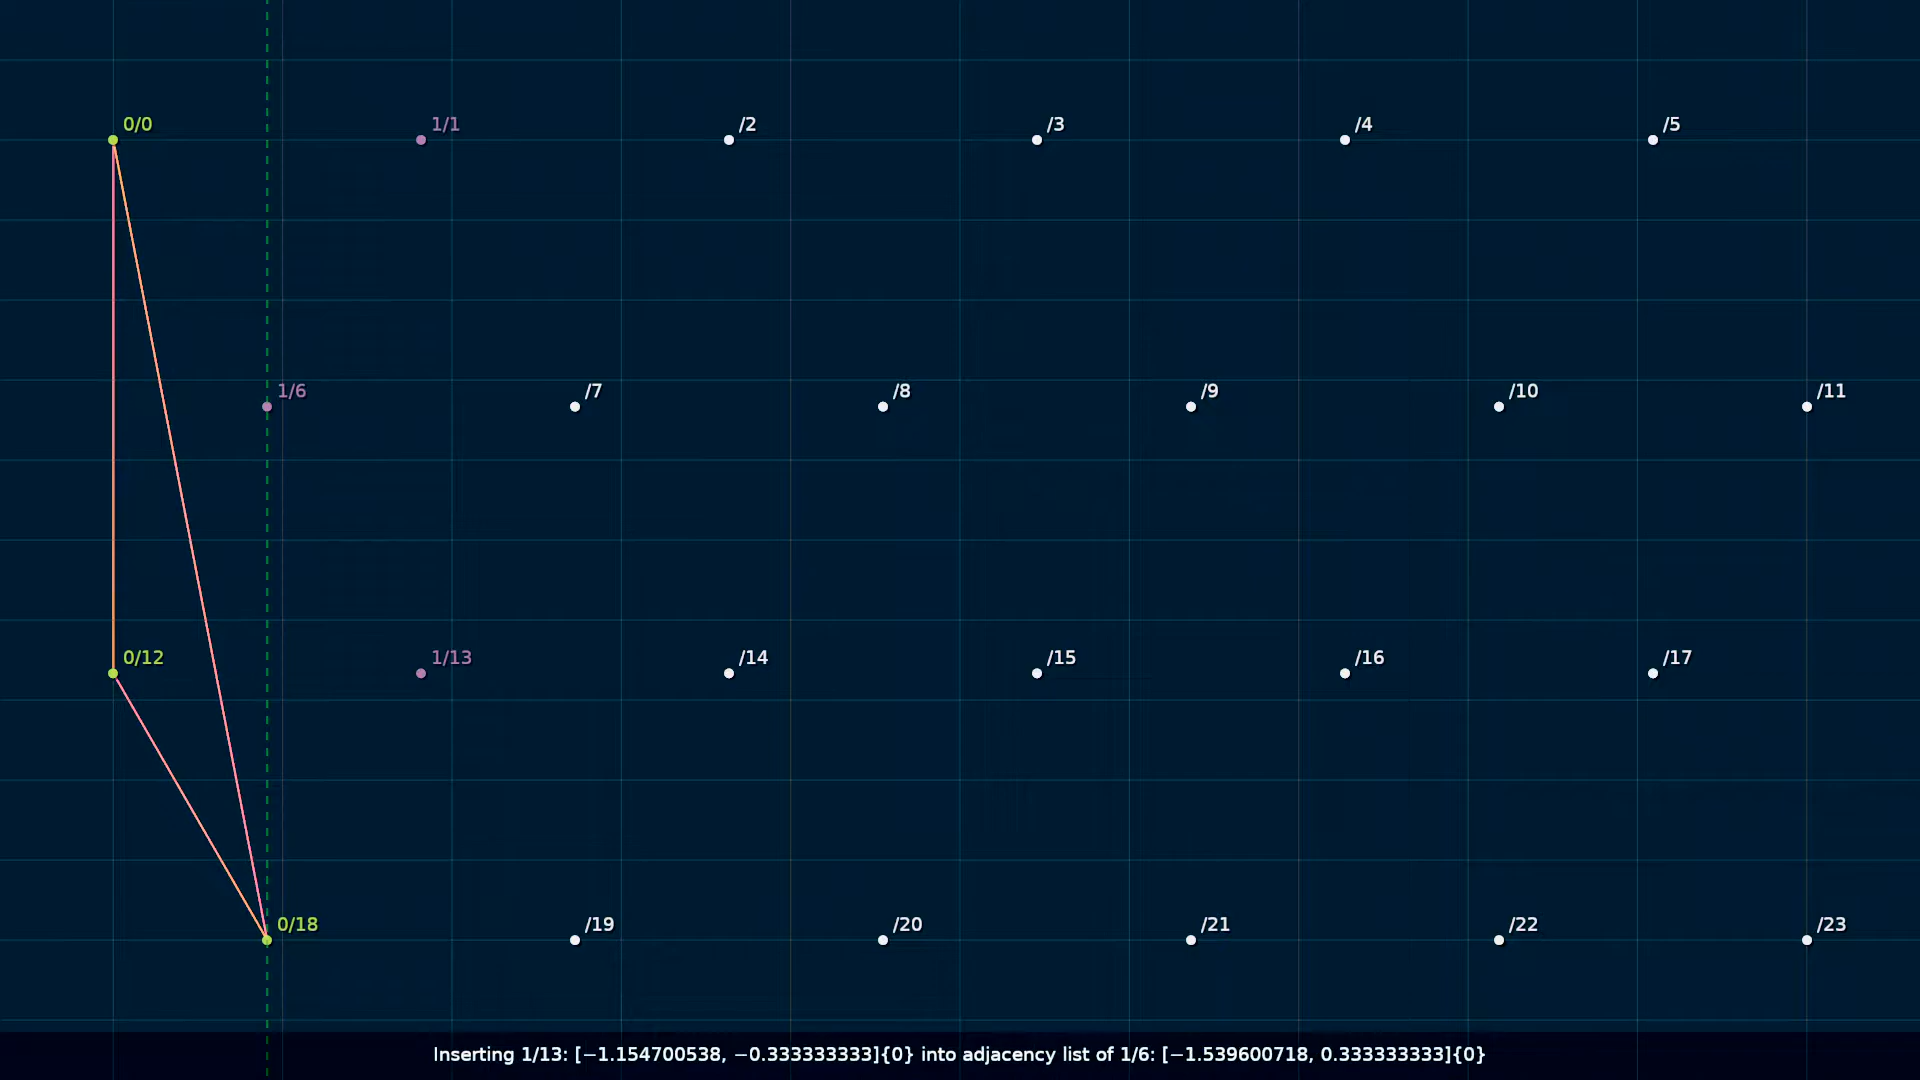 0/0 1/1 /2 /3 /4 /5
1/6 /7 /8 /9 /10 /11
0/12 1/13 /14 /15 /16 /17
0/18 /19 /20 /21 /22 /23
Inserting 1/13: [−1.154700538, −0.333333333]{0} into adjacency list of 1/6: [−1.539600718, 0.333333333]{0}